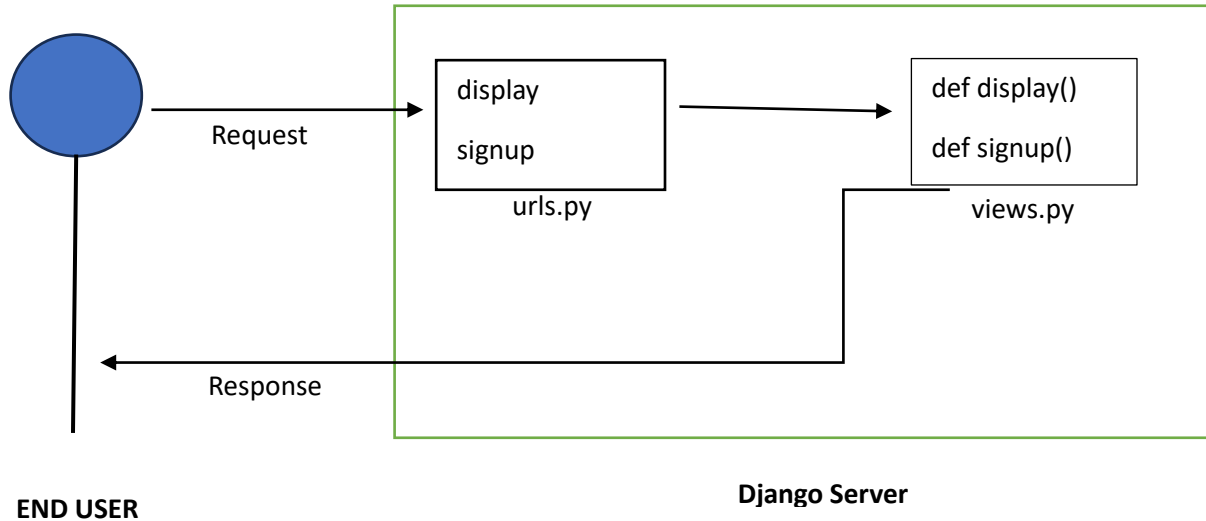 Request
display
signup
urls.py
def display()
def signup()
views.py
Response
END USER
Django Server